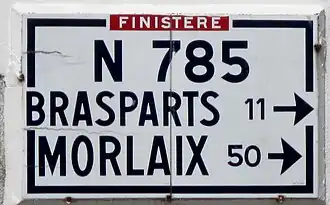 FINISTERE
N 785
BRASPARTS 11 →
MORLAIX 50 →